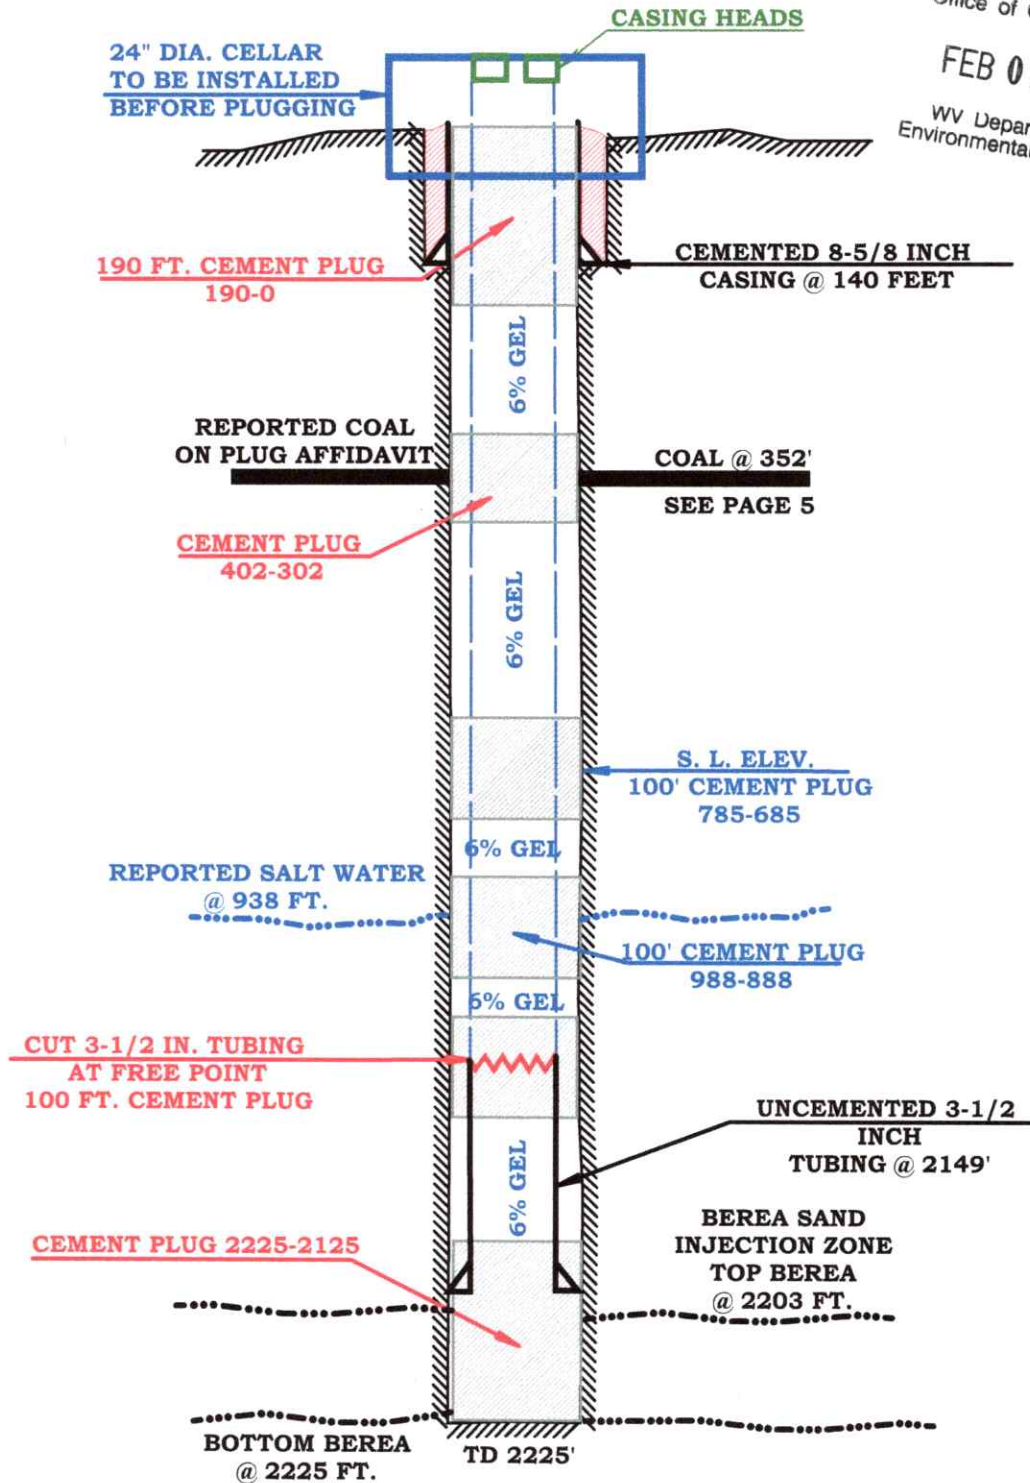 CASING HEADS
Office of
FEB 0
WV Depar
Environmenta
24" DIA. CELLAR
TO BE INSTALLED
BEFORE PLUGGING
190 FT. CEMENT PLUG
190-0
CEMENTED 8-5/8 INCH
CASING @ 140 FEET
6% GEL
REPORTED COAL
ON PLUG AFFIDAVIT
COAL @ 352'
SEE PAGE 5
CEMENT PLUG
402-302
6% GEL
S. L. ELEV.
100' CEMENT PLUG
785-685
6% GEL
REPORTED SALT WATER
@ 938 FT.
100' CEMENT PLUG
988-888
6% GEL
CUT 3-1/2 IN. TUBING
AT FREE POINT
100 FT. CEMENT PLUG
UNCEMENTED 3-1/2
INCH
TUBING @ 2149'
6% GEL
BEREA SAND
INJECTION ZONE
TOP BEREA
@ 2203 FT.
CEMENT PLUG 2225-2125
BOTTOM BEREA
@ 2225 FT.
TD 2225'